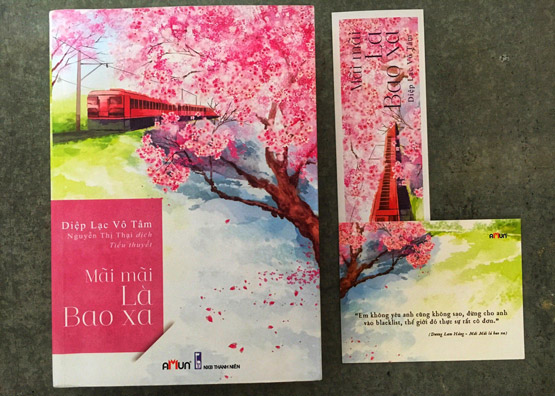 Diệp Lạc Vô Tâm
Nguyễn Thị Thại dịch
Tiểu thuyết
Mãi mãi
Là
Bao xa
AMUN
NXB THANH NIÊN
Mãi mãi
Là
Bao xa
Diệp Lạc Vô Tâm
AMUN
"Em không yêu anh cũng không sao, đừng cho anh
vào blacklist, thế giới đó thực sự rất cô đơn."
(Dương Lam Hàng - Mãi Mãi là bao xa)